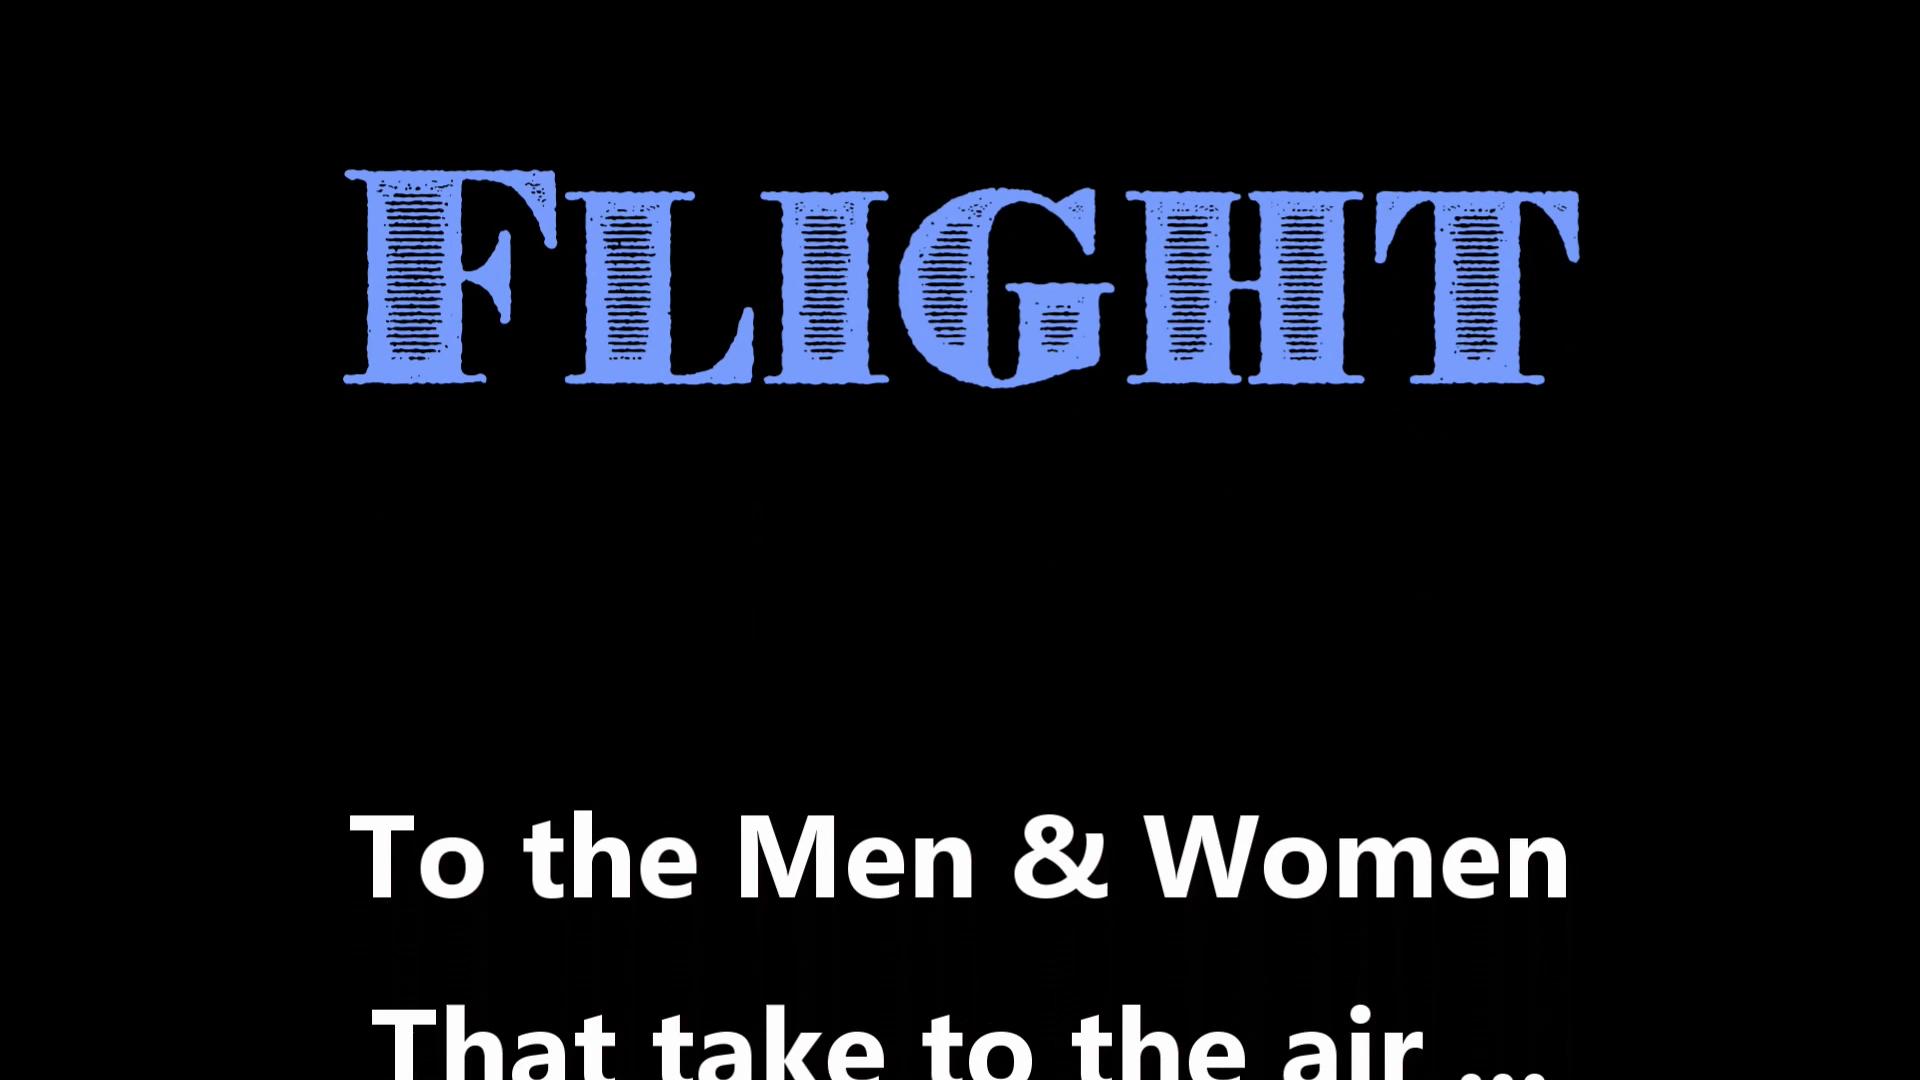 FLIGHT
To the Men & Women
That take to the air ...